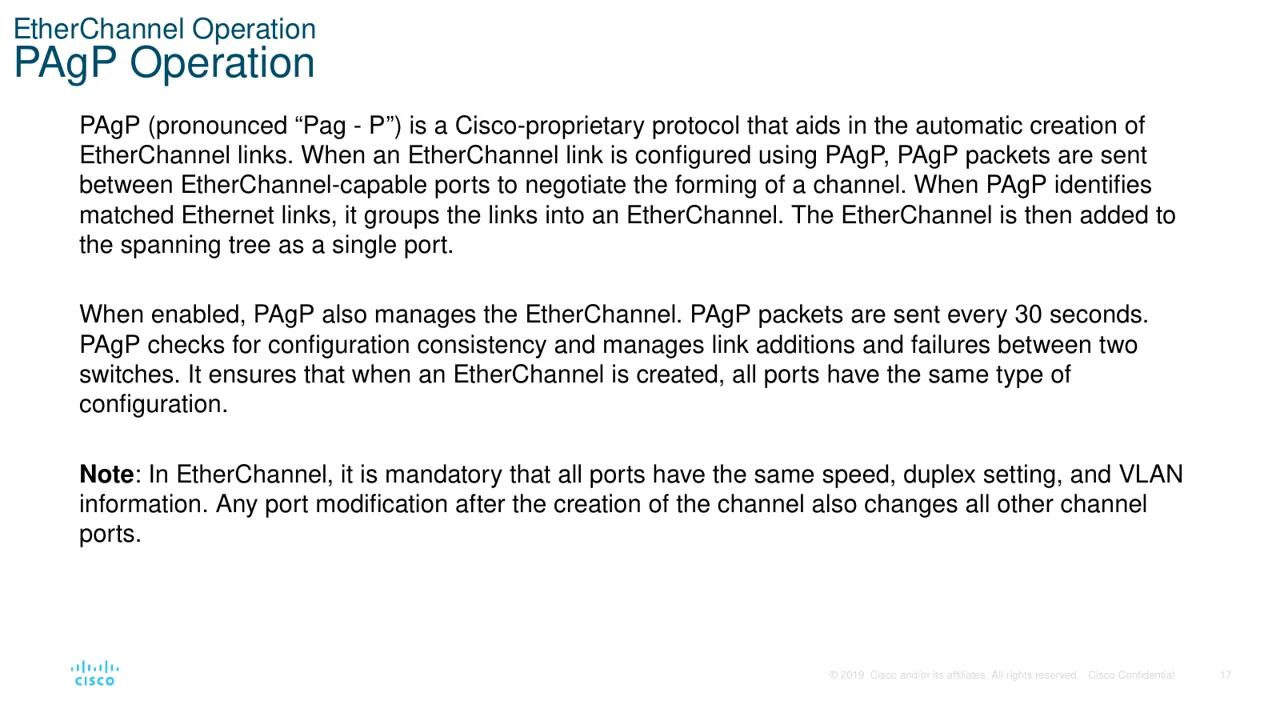 EtherChannel Operation
PAgP Operation
PAgP (pronounced “Pag - P”) is a Cisco-proprietary protocol that aids in the automatic creation of
EtherChannel links. When an EtherChannel link is configured using PAgP, PAgP packets are sent
between EtherChannel-capable ports to negotiate the forming of a channel. When PAgP identifies
matched Ethernet links, it groups the links into an EtherChannel. The EtherChannel is then added to
the spanning tree as a single port.
When enabled, PAgP also manages the EtherChannel. PAgP packets are sent every 30 seconds.
PAgP checks for configuration consistency and manages link additions and failures between two
switches. It ensures that when an EtherChannel is created, all ports have the same type of
configuration.
Note: In EtherChannel, it is mandatory that all ports have the same speed, duplex setting, and VLAN
information. Any port modification after the creation of the channel also changes all other channel
ports.
CISCO
© 2019 Cisco and/or its affiliates. All rights reserved. Cisco Confidential
17